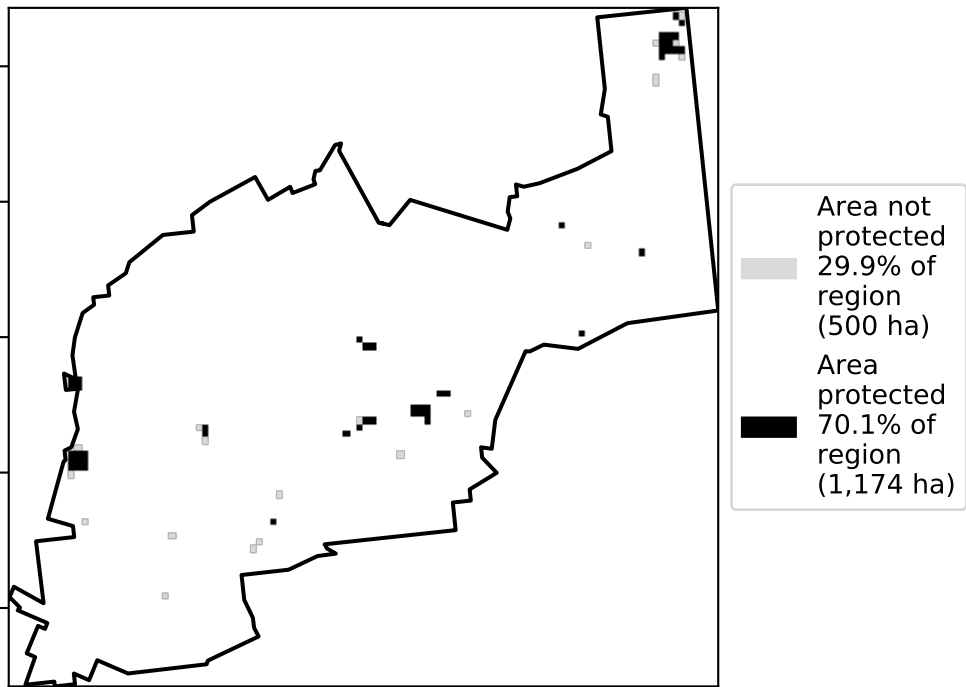 Area not
protected
29.9% of
region
(500 ha)
Area
protected
70.1% of
region
(1,174 ha)